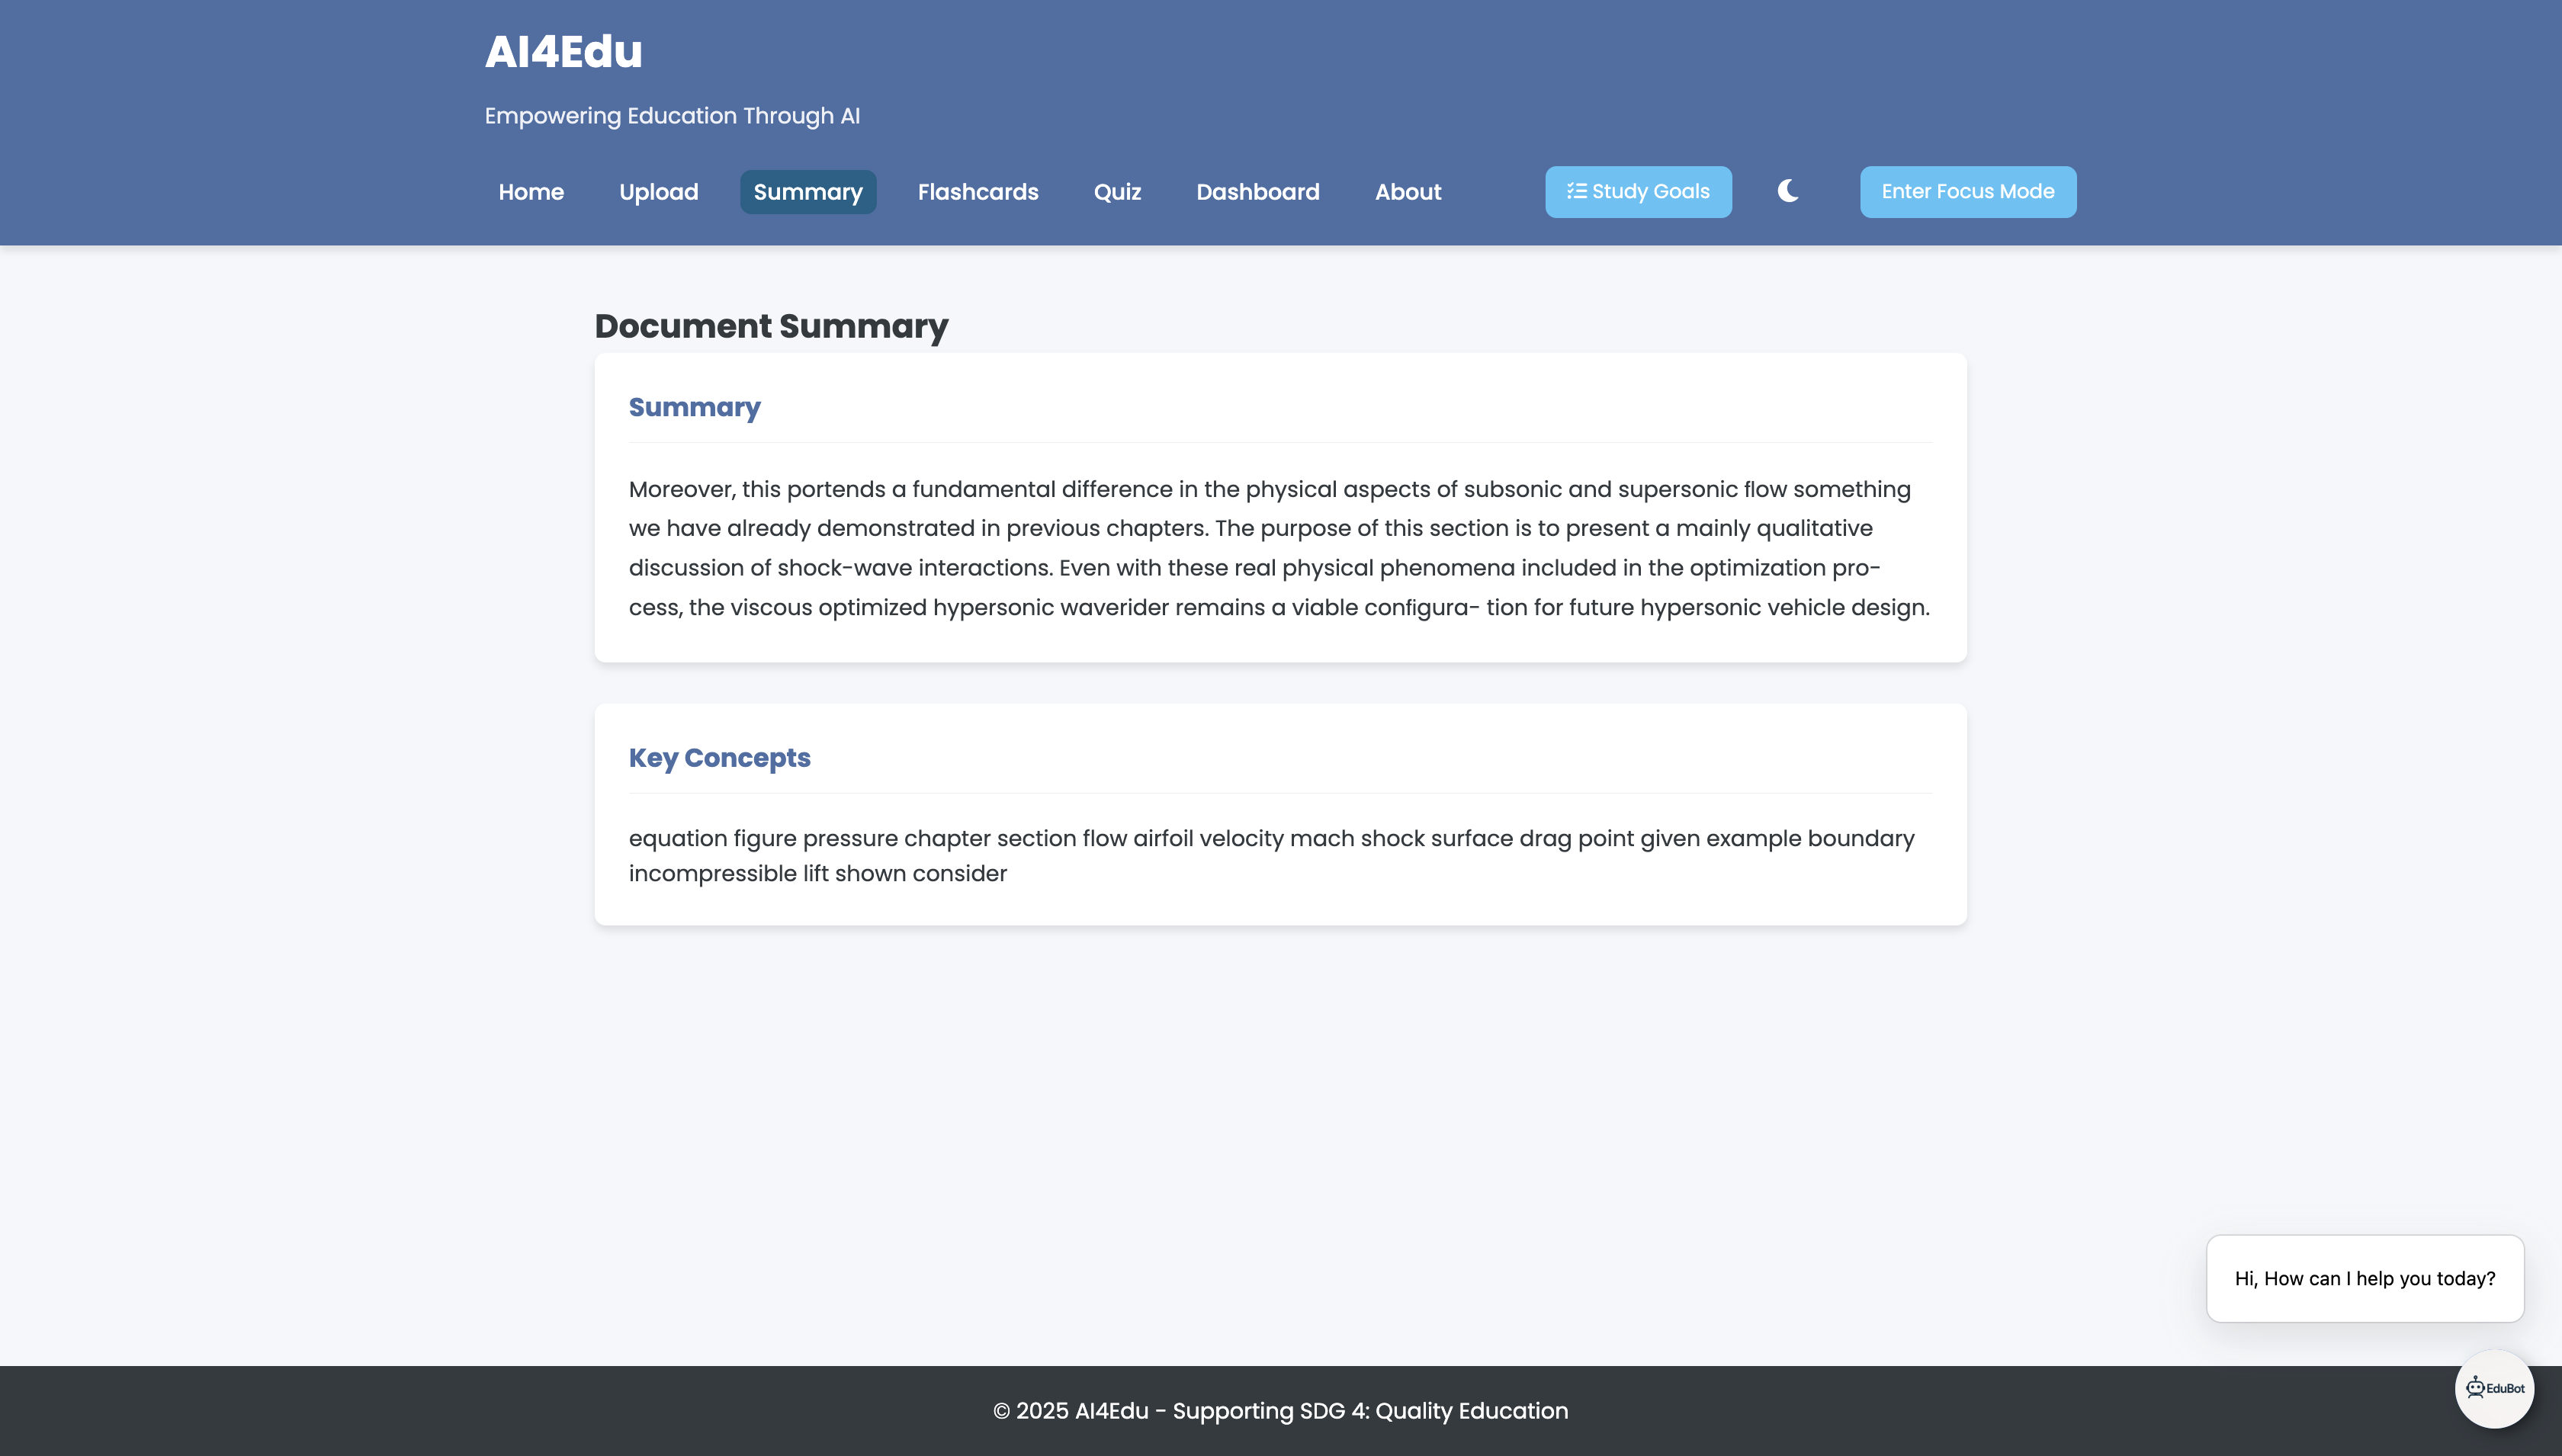 AI4Edu
Empowering Education Through AI
Home Upload Summary Flashcards Quiz Dashboard About Study Goals Enter Focus Mode
Document Summary
Summary
Moreover, this portends a fundamental difference in the physical aspects of subsonic and supersonic flow something
we have already demonstrated in previous chapters. The purpose of this section is to present a mainly qualitative
discussion of shock-wave interactions. Even with these real physical phenomena included in the optimization pro-
cess, the viscous optimized hypersonic waverider remains a viable configura- tion for future hypersonic vehicle design.
Key Concepts
equation figure pressure chapter section flow airfoil velocity mach shock surface drag point given example boundary
incompressible lift shown consider
Hi, How can I help you today?
EduBot
© 2025 AI4Edu - Supporting SDG 4: Quality Education